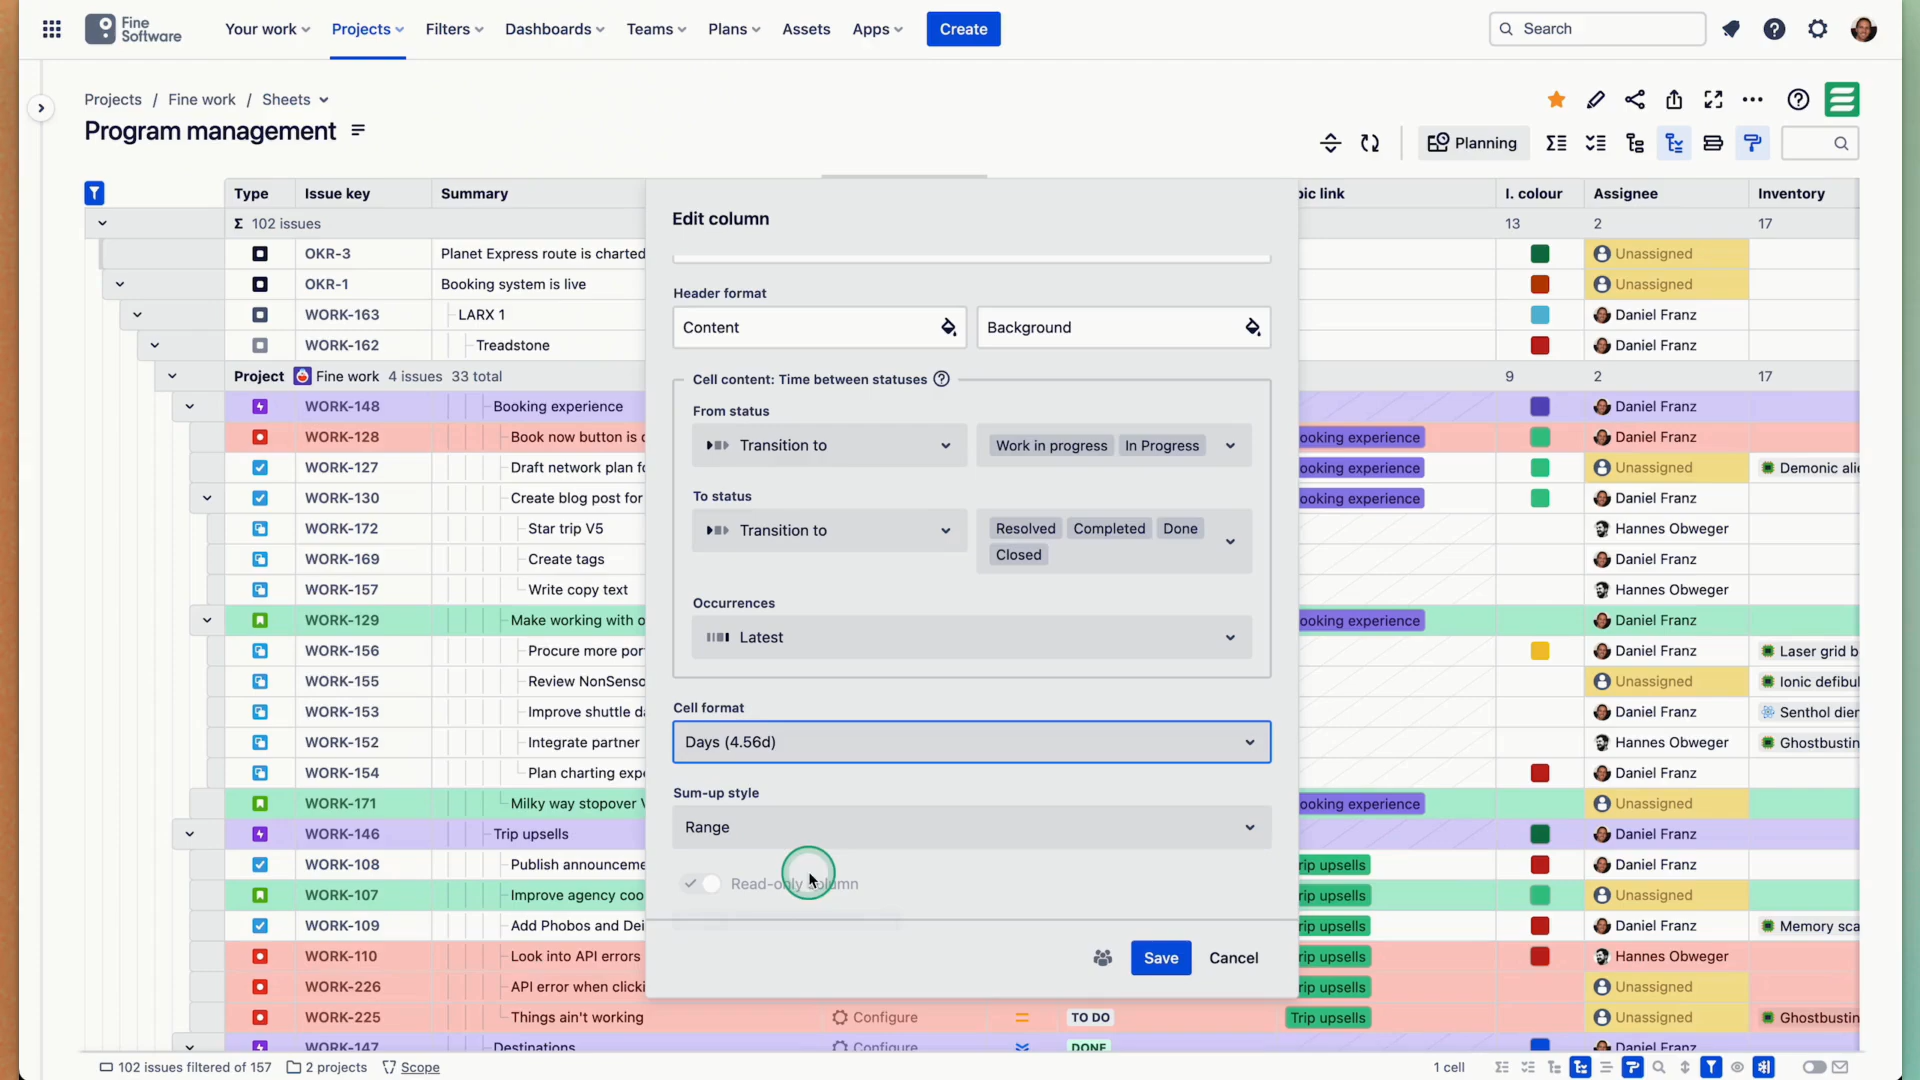 Fine Software
Your work Projects Filters Dashboards Teams Plans Assets Apps Create Search
Projects / Fine work / Sheets
Program management
Planning
Type Issue key Summary ic link I. colour Assignee Inventory
Σ 102 issues 13 2 17
OKR-3 Planet Express route is charted Unassigned
OKR-1 Booking system is live Unassigned
WORK-163 LARX 1 Daniel Franz
WORK-162 Treadstone Daniel Franz
Project Fine work 4 issues 33 total 9 2 17
WORK-148 Booking experience Daniel Franz
WORK-128 Book now button is ooking experience Daniel Franz
WORK-127 Draft network plan fo ooking experience Unassigned Demonic alie
WORK-130 Create blog post for ooking experience Daniel Franz
WORK-172 Star trip V5 Hannes Obweger
WORK-169 Create tags Daniel Franz
WORK-157 Write copy text Hannes Obweger
WORK-129 Make working with o ooking experience Daniel Franz
WORK-156 Procure more por Daniel Franz Laser grid b
WORK-155 Review NonSenso Unassigned Ionic defibul
WORK-153 Improve shuttle da Daniel Franz Senthol dier
WORK-152 Integrate partner Hannes Obweger Ghostbustin
WORK-154 Plan charting expe Daniel Franz
WORK-171 Milky way stopover ooking experience Unassigned
WORK-146 Trip upsells Daniel Franz
WORK-108 Publish announceme rip upsells Daniel Franz
WORK-107 Improve agency coo rip upsells Unassigned
WORK-109 Add Phobos and Dei rip upsells Daniel Franz Memory sca
WORK-110 Look into API errors rip upsells Hannes Obweger
WORK-226 API error when clicki rip upsells Unassigned
WORK-225 Things ain't working Configure TO DO Trip upsells Unassigned Ghostbustin
WORK-147 Destinations Configure DONE Daniel Franz
Edit column
Header format
Content Background
Cell content: Time between statuses
From status
Transition to Work in progress In Progress
To status
Transition to Resolved Completed Done
Closed
Occurrences
Latest
Cell format
Days (4.56d)
Sum-up style
Range
Read-only column
Save Cancel
102 issues filtered of 157 2 projects Scope 1 cell